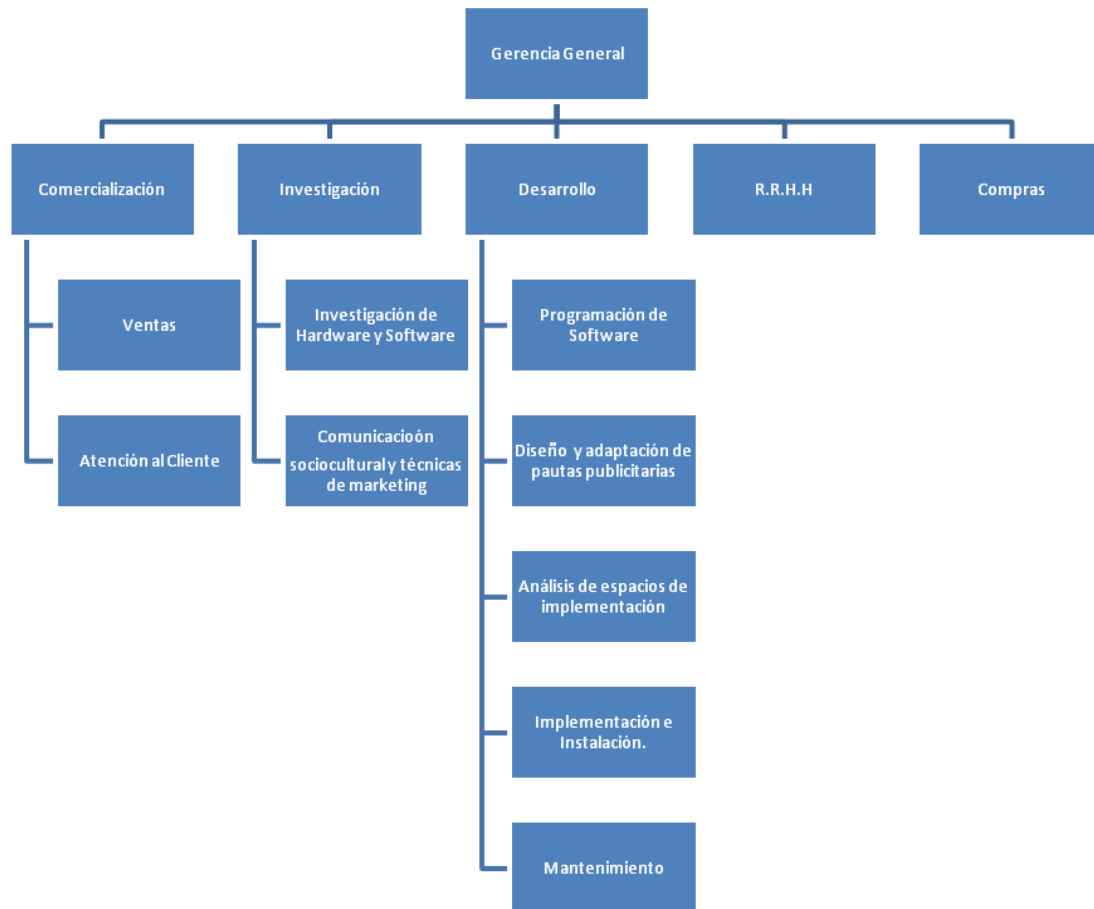 Gerencia General
Comercialización
Investigación
Desarrollo
R.R.H.H
Compras
Ventas
Investigación de
Hardware y Software
Programación de
Software
Atención al Cliente
Comunicacioón
sociocultural y técnicas
de marketing
Diseño y adaptación de
pautas publicitarias
Análisis de espacios de
implementación
Implementación e
Instalación.
Mantenimiento